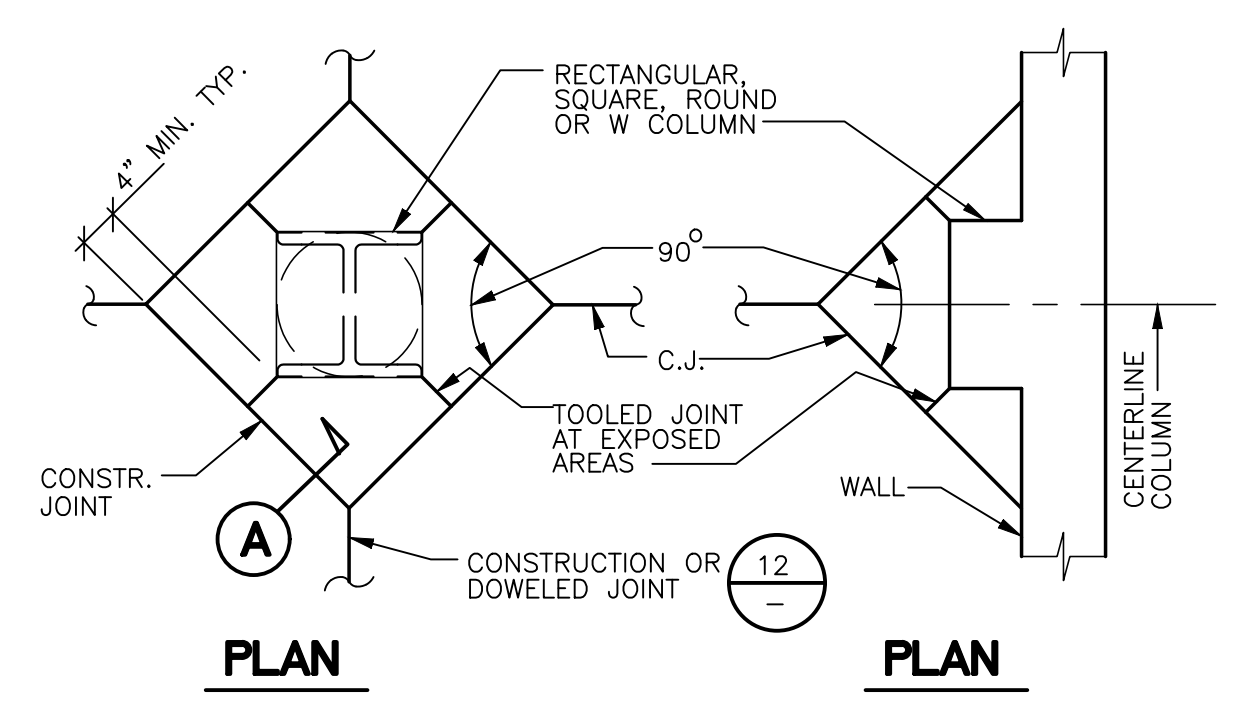 4" MIN. TYP.
RECTANGULAR,
SQUARE, ROUND
OR W COLUMN
90°
C.J.
TOOLED JOINT
AT EXPOSED
AREAS
CONSTR.
JOINT
A
CONSTRUCTION OR
DOWELED JOINT
12
–
WALL
CENTERLINE
COLUMN
PLAN
PLAN